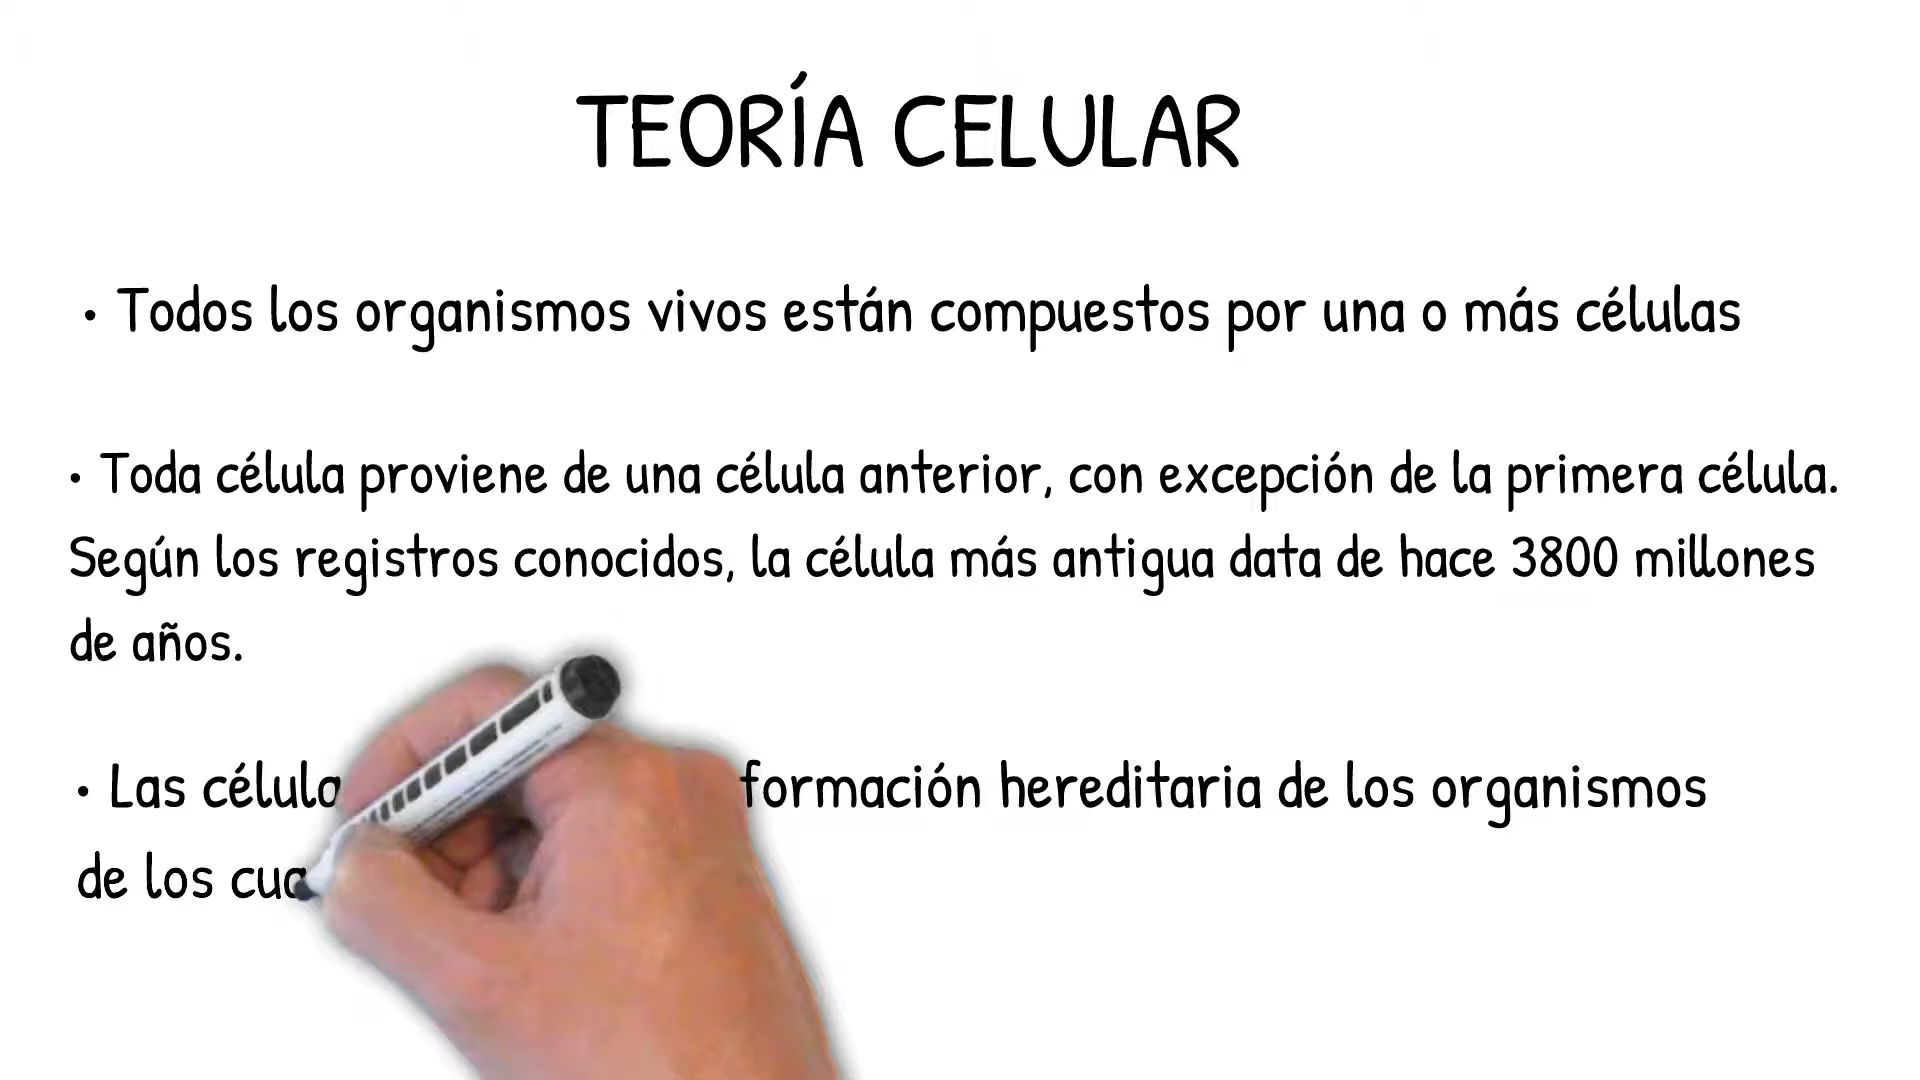 TEORÍA CELULAR
• Todos los organismos vivos están compuestos por una o más células
• Toda célula proviene de una célula anterior, con excepción de la primera célula.
Según los registros conocidos, la célula más antigua data de hace 3800 millones
de años.
• Las célula formación hereditaria de los organismos
de los cua